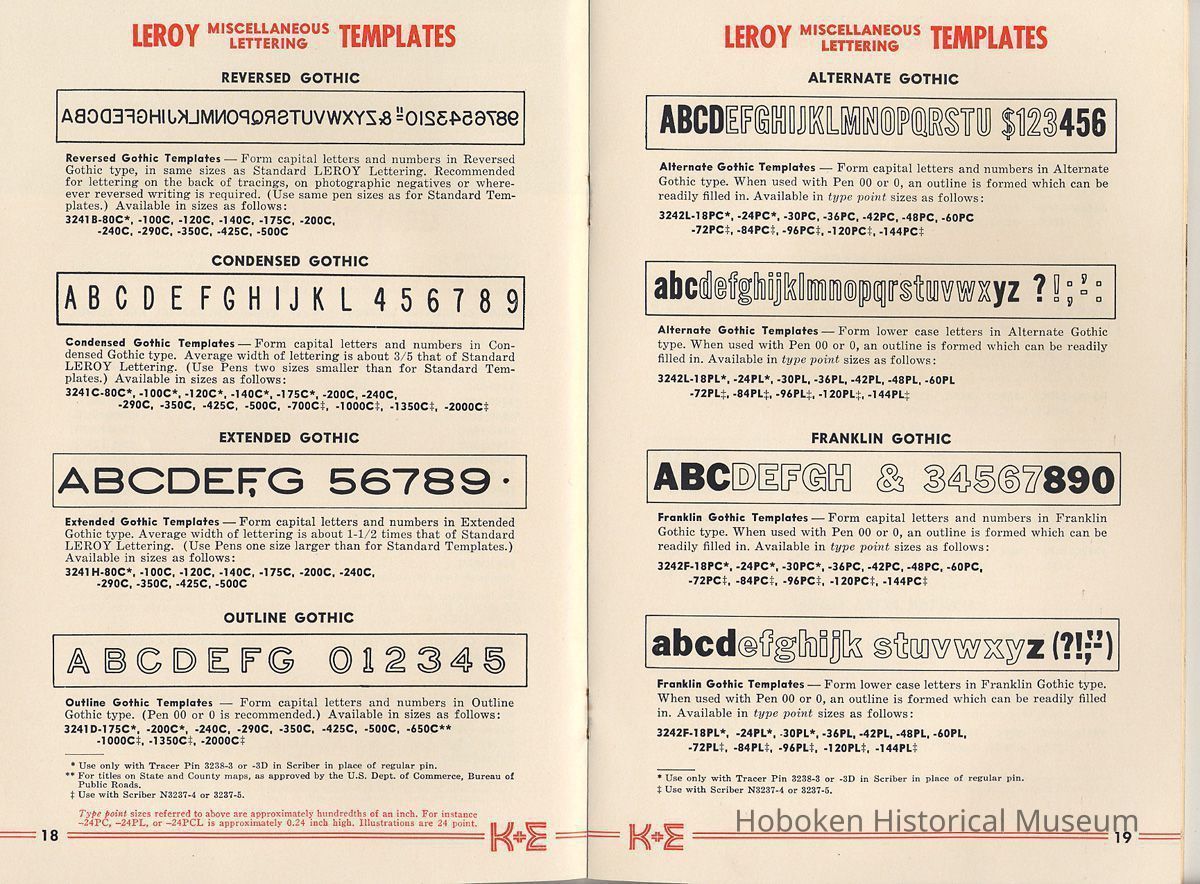 LEROY MISCELLANEOUS LETTERING TEMPLATES
REVERSED GOTHIC
9876543210 " & ZYXWVUTSRQPONMLKJIHGFEDCBA
Reversed Gothic Templates — Form capital letters and numbers in Reversed
Gothic type, in same sizes as Standard LEROY Lettering. Recommended
for lettering on the back of tracings, on photographic negatives or where-
ever reversed writing is required. (Use same pen sizes as for Standard Tem-
plates.) Available in sizes as follows:
3241B-80C*, -100C, -120C, -140C, -175C, -200C,
-240C, -290C, -350C, -425C, -500C
CONDENSED GOTHIC
A B C D E F G H I J K L 4 5 6 7 8 9
Condensed Gothic Templates — Form capital letters and numbers in Con-
densed Gothic type. Average width of lettering is about 3/5 that of Standard
LEROY Lettering. (Use Pens two sizes smaller than for Standard Tem-
plates.) Available in sizes as follows:
3241C-80C*, -100C*, -120C*, -140C*, -175C*, -200C, -240C,
-290C, -350C, -425C, -500C, -700C‡, -1000C‡, -1350C‡, -2000C‡
EXTENDED GOTHIC
ABCDEF,G 56789 ·
Extended Gothic Templates — Form capital letters and numbers in Extended
Gothic type. Average width of lettering is about 1-1/2 times that of Standard
LEROY Lettering. (Use Pens one size larger than for Standard Templates.)
Available in sizes as follows:
3241H-80C*, -100C, -120C, -140C, -175C, -200C, -240C,
-290C, -350C, -425C, -500C
OUTLINE GOTHIC
A B C D E F G 0 1 2 3 4 5
Outline Gothic Templates — Form capital letters and numbers in Outline
Gothic type. (Pen 00 or 0 is recommended.) Available in sizes as follows:
3241D-175C*, -200C*, -240C, -290C, -350C, -425C, -500C, -650C**
-1000C‡, -1350C‡, -2000C‡
* Use only with Tracer Pin 3238-3 or -3D in Scriber in place of regular pin.
** For titles on State and County maps, as approved by the U.S. Dept. of Commerce, Bureau of
Public Roads.
‡ Use with Scriber N3237-4 or 3237-5.
Type point sizes referred to above are approximately hundredths of an inch. For instance
-24PC, -24PL, or -24PCL is approximately 0.24 inch high. Illustrations are 24 point.
18
K+E
LEROY MISCELLANEOUS LETTERING TEMPLATES
ALTERNATE GOTHIC
ABCDEFGHIJKLMNOPQRSTU $123456
Alternate Gothic Templates — Form capital letters and numbers in Alternate
Gothic type. When used with Pen 00 or 0, an outline is formed which can be
readily filled in. Available in type point sizes as follows:
3242L-18PC*, -24PC*, -30PC, -36PC, -42PC, -48PC, -60PC
-72PC‡, -84PC‡, -96PC‡, -120PC‡, -144PC‡
abcdefghijklmnopqrstuvwxyz ?!;-':
Alternate Gothic Templates — Form lower case letters in Alternate Gothic
type. When used with Pen 00 or 0, an outline is formed which can be readily
filled in. Available in type point sizes as follows:
3242L-18PL*, -24PL*, -30PL, -36PL, -42PL, -48PL, -60PL
-72PL‡, -84PL‡, -96PL‡, -120PL‡, -144PL‡
FRANKLIN GOTHIC
ABCDEFGH & 34567890
Franklin Gothic Templates — Form capital letters and numbers in Franklin
Gothic type. When used with Pen 00 or 0, an outline is formed which can be
readily filled in. Available in type point sizes as follows:
3242F-18PC*, -24PC*, -30PC*, -36PC, -42PC, -48PC, -60PC,
-72PC‡, -84PC‡, -96PC‡, -120PC‡, -144PC‡
abcdefghijk stuvwxyz (?!;-'')
Franklin Gothic Templates — Form lower case letters in Franklin Gothic type.
When used with Pen 00 or 0, an outline is formed which can be readily filled
in. Available in type point sizes as follows:
3242F-18PL*, -24PL*, -30PL*, -36PL, -42PL, -48PL, -60PL,
-72PL‡, -84PL‡, -96PL‡, -120PL‡, -144PL‡
* Use only with Tracer Pin 3238-3 or -3D in Scriber in place of regular pin.
‡ Use with Scriber N3237-4 or 3237-5.
K+E
Hoboken Historical Museum
19